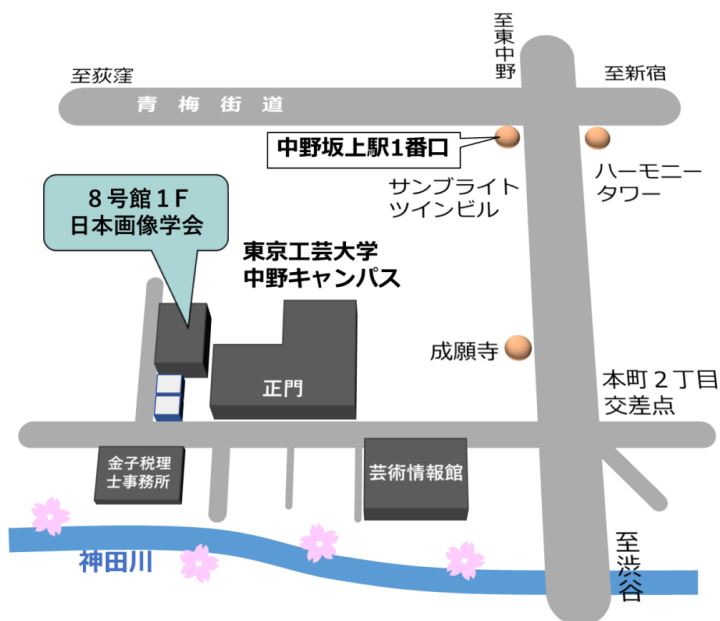 至東中野
至荻窪
至新宿
青梅街道
中野坂上駅1番口
ハーモニー
タワー
サンブライト
ツインビル
８号館１F
日本画像学会
東京工芸大学
中野キャンパス
成願寺
本町２丁目
交差点
正門
金子税理
士事務所
芸術情報館
至渋谷
神田川